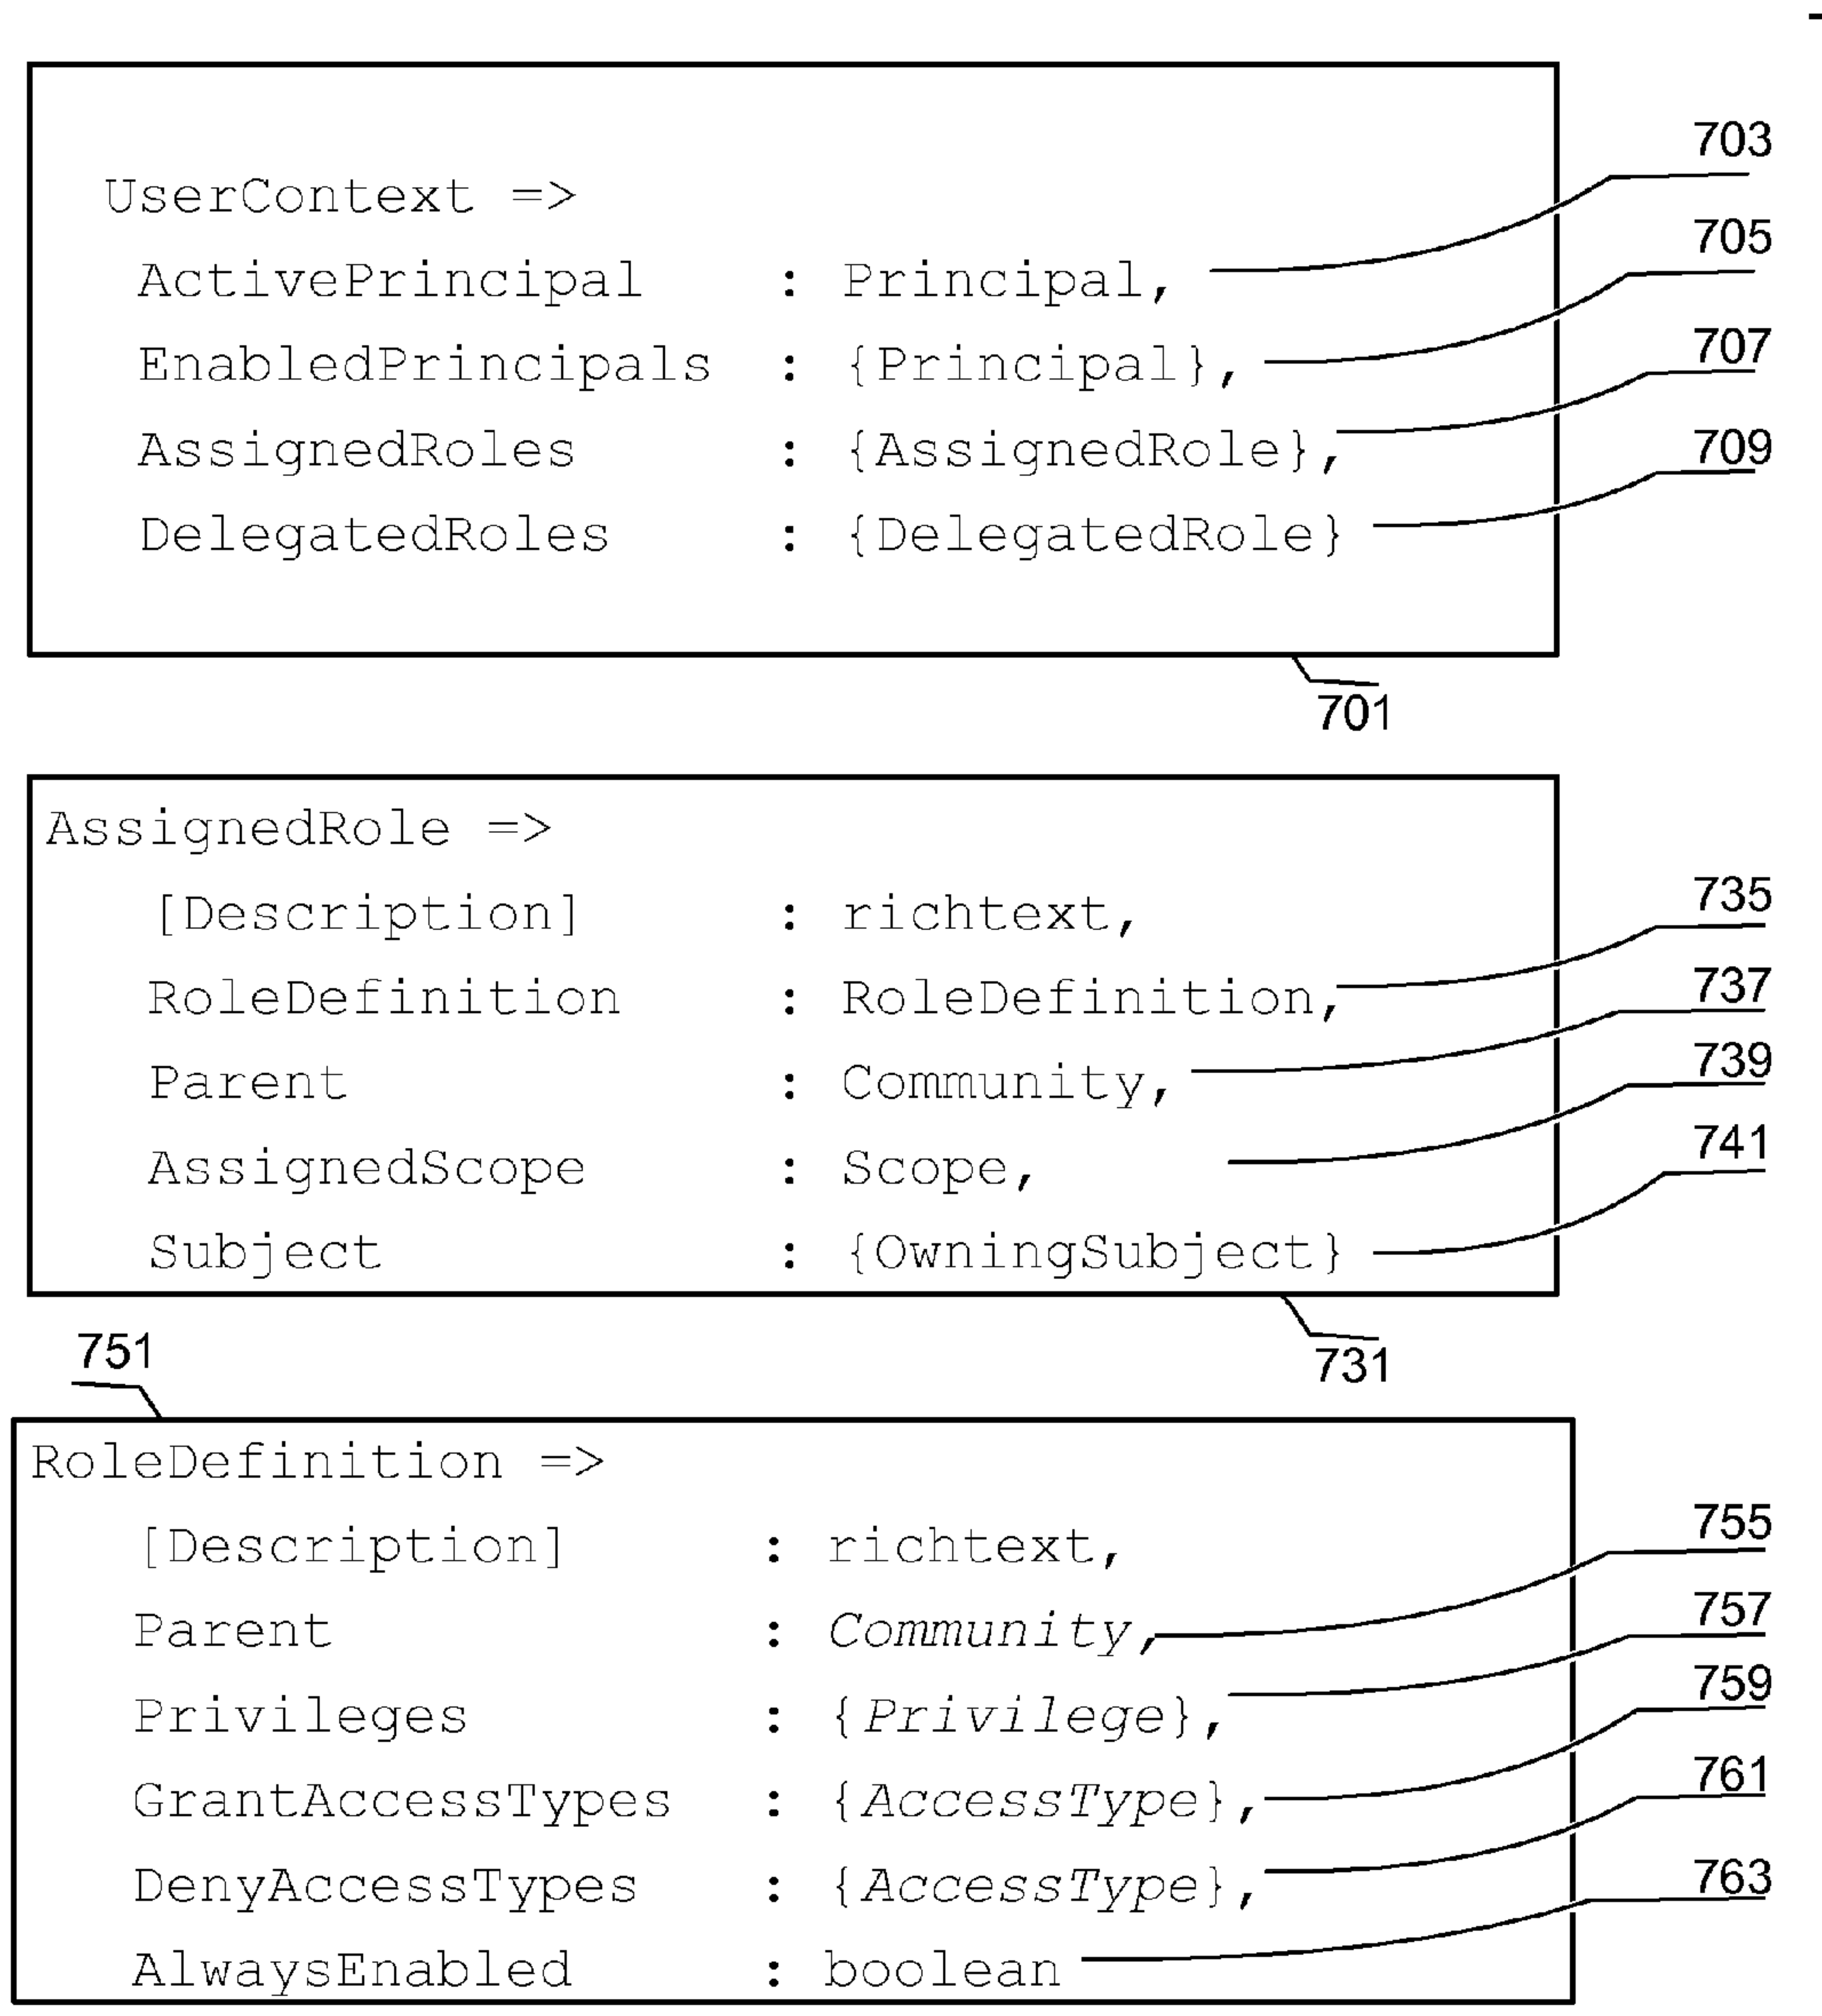 UserContext =>
703
ActivePrincipal : Principal,
705
EnabledPrincipals : {Principal},
707
AssignedRoles : {AssignedRole},
709
DelegatedRoles : {DelegatedRole}
701
AssignedRole =>
[Description] : richtext,
735
RoleDefinition : RoleDefinition,
737
Parent : Community,
739
AssignedScope : Scope,
741
Subject : {OwningSubject}
731
751
RoleDefinition =>
[Description] : richtext,
755
Parent : Community,
757
Privileges : {Privilege},
759
GrantAccessTypes : {AccessType},
761
DenyAccessTypes : {AccessType},
763
AlwaysEnabled : boolean